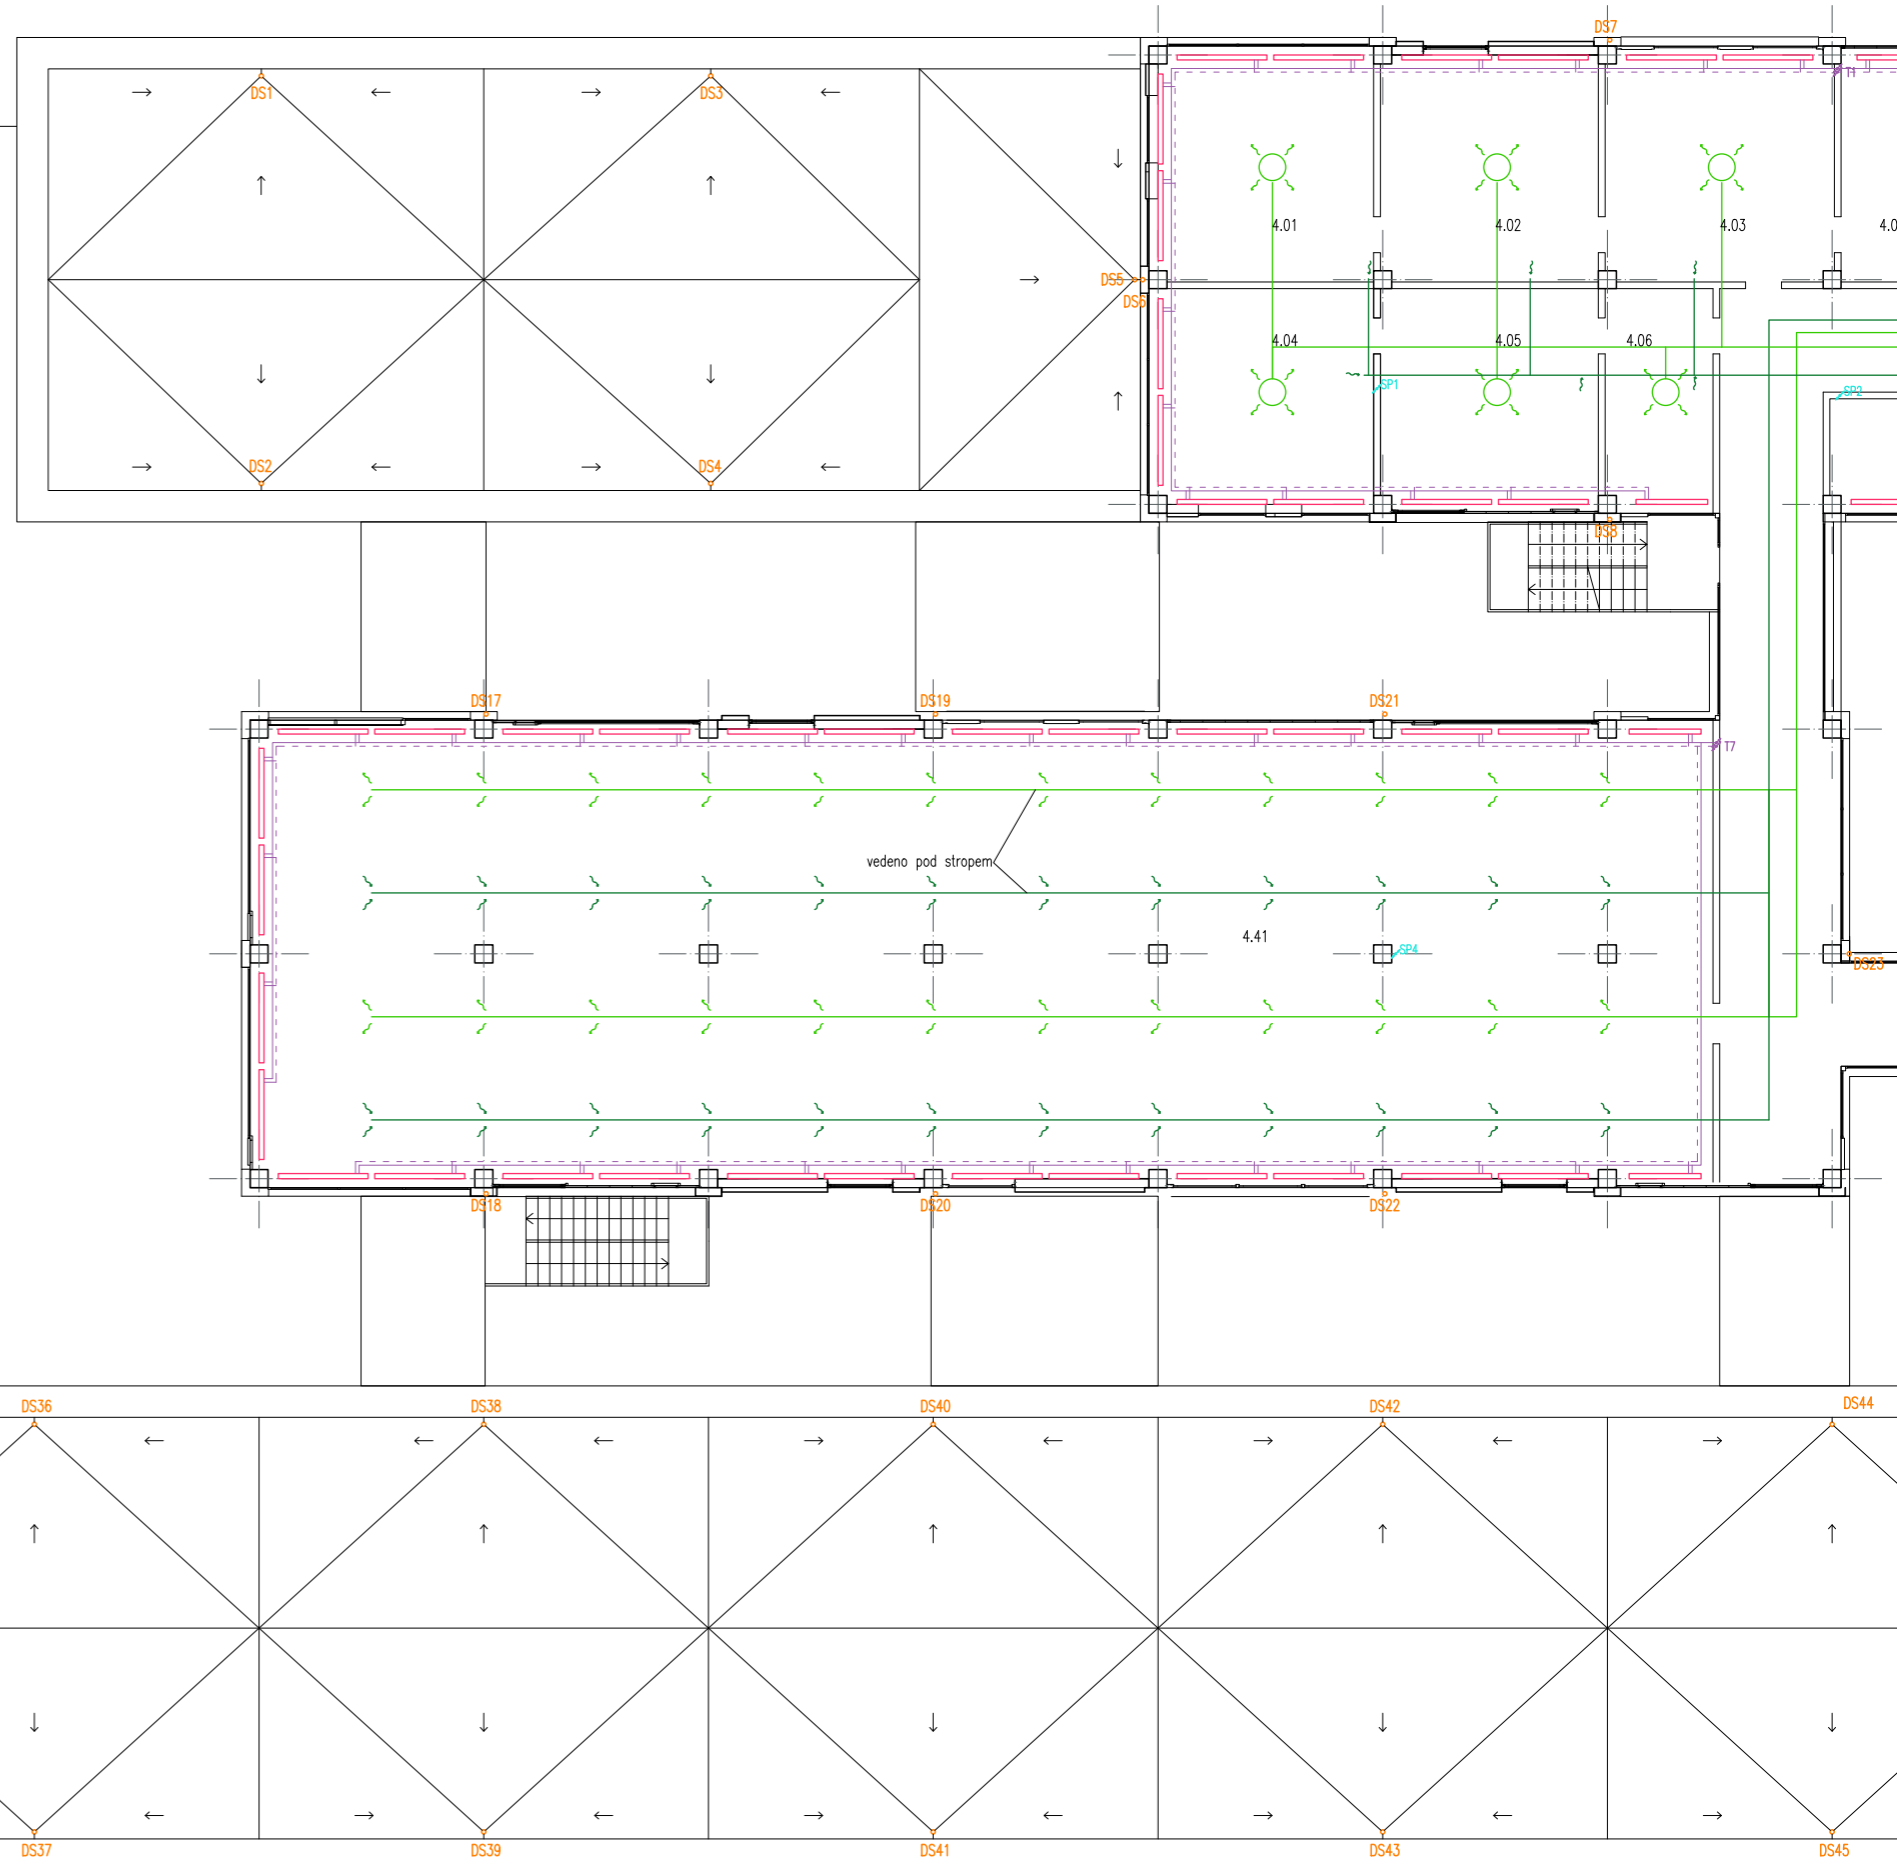 DS7
DS1
DS3
T1
4.01
4.02
4.03
4.0
DS5
DS6
4.04
4.05
4.06
SP1
SP2
DS2
DS4
DS8
DS17
DS19
DS21
T7
vedeno pod stropem
4.41
SP4
DS23
DS18
DS20
DS22
DS36
DS38
DS40
DS42
DS44
DS37
DS39
DS41
DS43
DS45